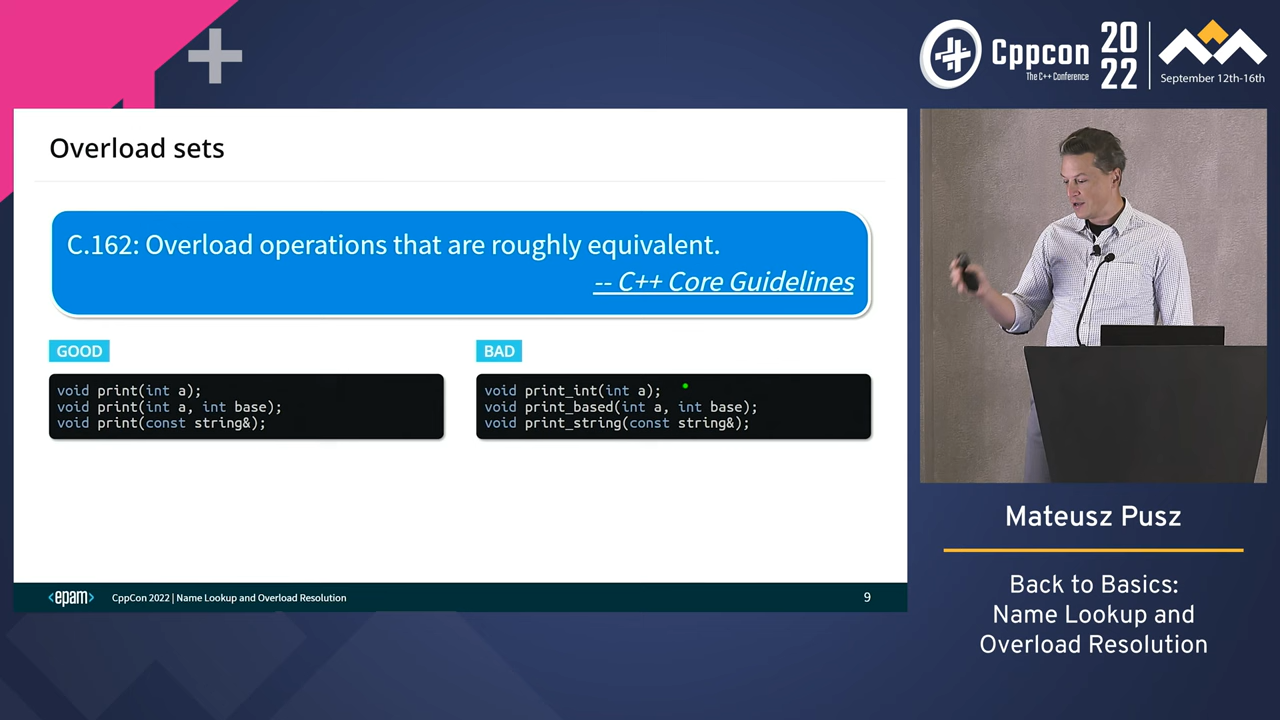 Cppcon
The C++ Conference
20
22
September 12th-16th
Overload sets
C.162: Overload operations that are roughly equivalent.
-- C++ Core Guidelines
GOOD
void print(int a);
void print(int a, int base);
void print(const string&);
BAD
void print_int(int a);
void print_based(int a, int base);
void print_string(const string&);
<epam>
CppCon 2022 | Name Lookup and Overload Resolution
9
Mateusz Pusz
Back to Basics:
Name Lookup and
Overload Resolution